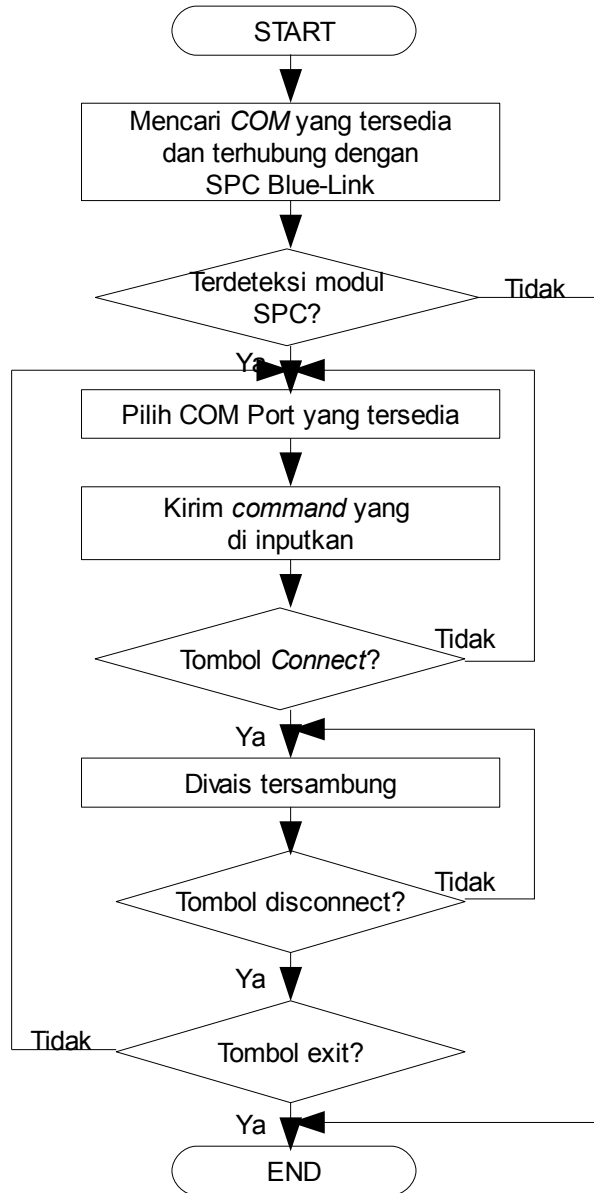 START
Mencari COM yang tersedia
dan terhubung dengan
SPC Blue-Link
Terdeteksi modul
SPC?
Tidak
Ya
Pilih COM Port yang tersedia
Kirim command yang
di inputkan
Tombol Connect?
Tidak
Ya
Divais tersambung
Tombol disconnect?
Tidak
Ya
Tombol exit?
Tidak
Ya
END